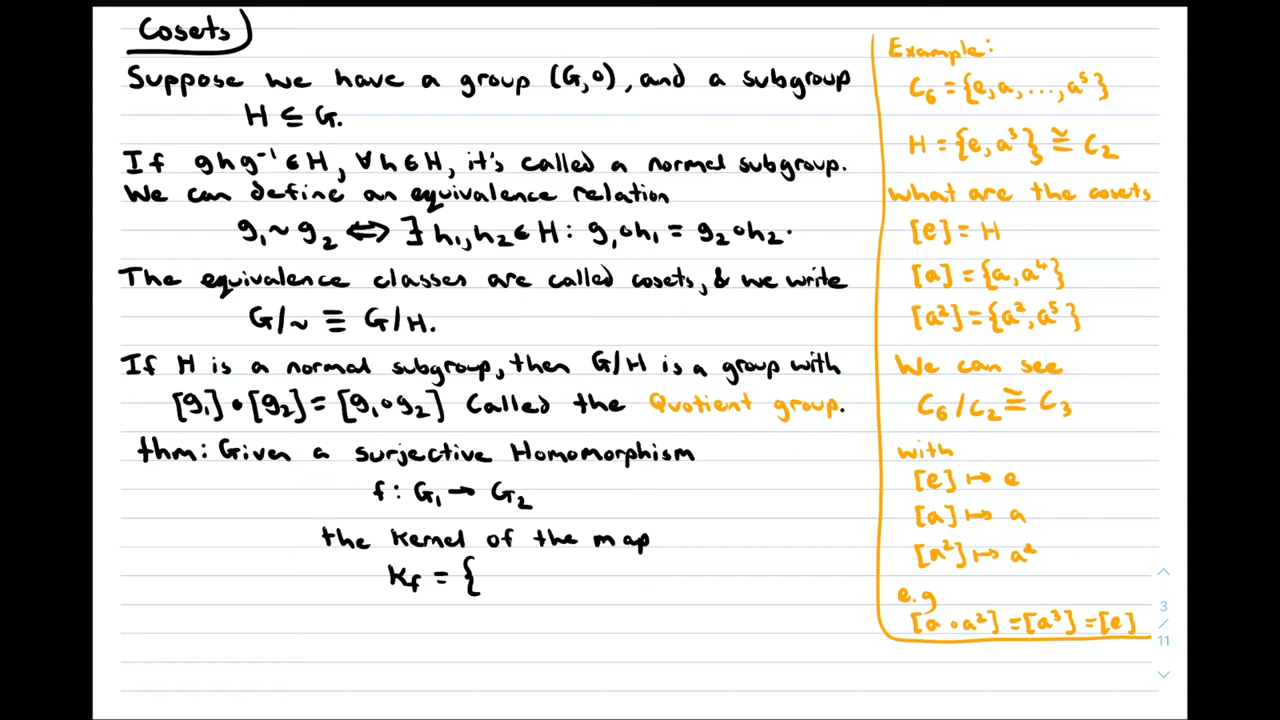 Cosets
Suppose we have a group (G,∘), and a subgroup
H ⊆ G.
If ghg⁻¹ ∈ H, ∀h ∈ H, it's called a normal subgroup.
We can define an equivalence relation
g₁ ~ g₂ ⟺ ∃ h₁,h₂ ∈ H : g₁∘h₁ = g₂∘h₂.
The equivalence classes are called cosets, & we write
G/~ ≡ G/H.
If H is a normal subgroup, then G/H is a group with
[g₁]∘[g₂] = [g₁∘g₂] Called the Quotient group.
thm: Given a surjective Homomorphism
f: G₁ → G₂
the Kernel of the map
K_f = {
Example:
C₆ = {e, a, ..., a⁵}
H = {e, a³} ≅ C₂
What are the cosets
[e] = H
[a] = {a, a⁴}
[a²] = {a², a⁵}
We can see
C₆/C₂ ≅ C₃
with
[e] ↦ e
[a] ↦ a
[a²] ↦ a²
e.g
[a∘a²] = [a³] = [e]
3
/
11